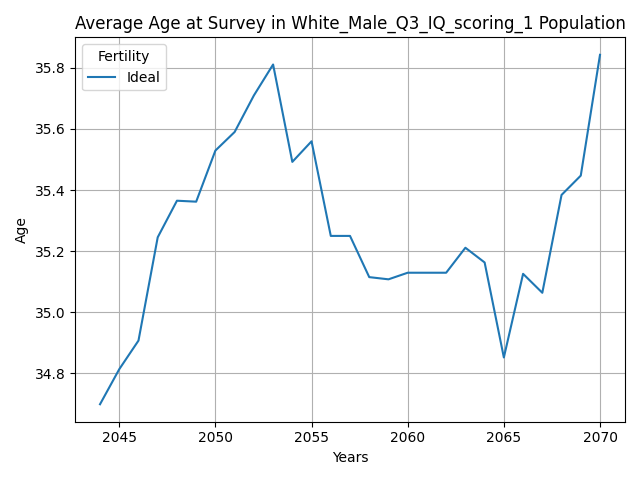 Average Age at Survey in White_Male_Q3_IQ_scoring_1 Population
Fertility
Ideal
35.8
35.6
35.4
35.2
35.0
34.8
Age
2045 2050 2055 2060 2065 2070
Years